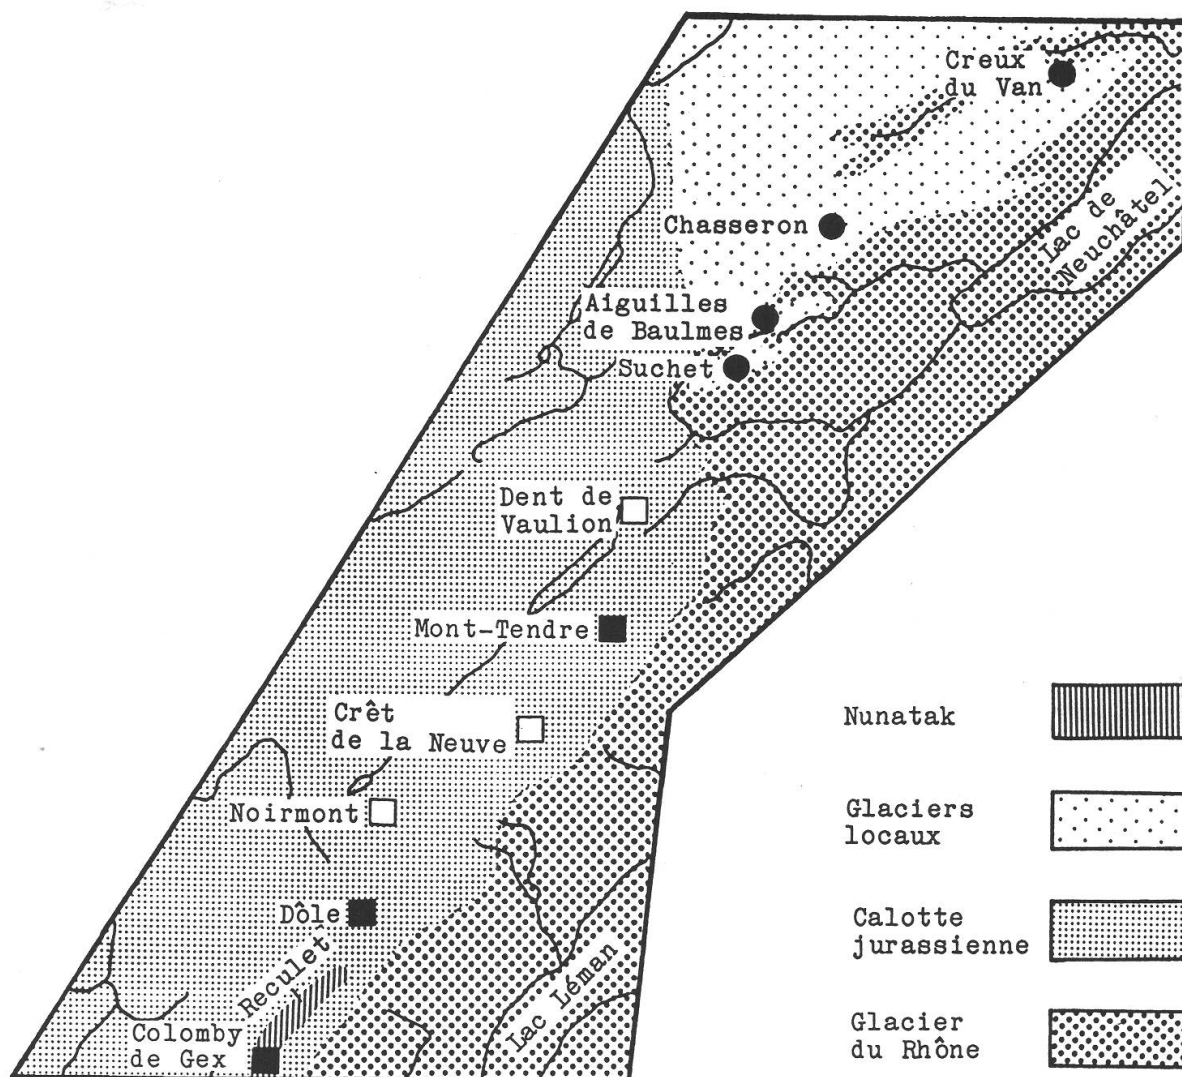 Creux
du Van
Lac de
Neuchâtel
Chasseron
Aiguilles
de Baulmes
Suchet
Dent de
Vaulion
Mont-Tendre
Crêt
de la Neuve
Noirmont
Dôle
Reculet
Colomby
de Gex
Lac Léman
Nunatak
Glaciers
locaux
Calotte
jurassienne
Glacier
du Rhône